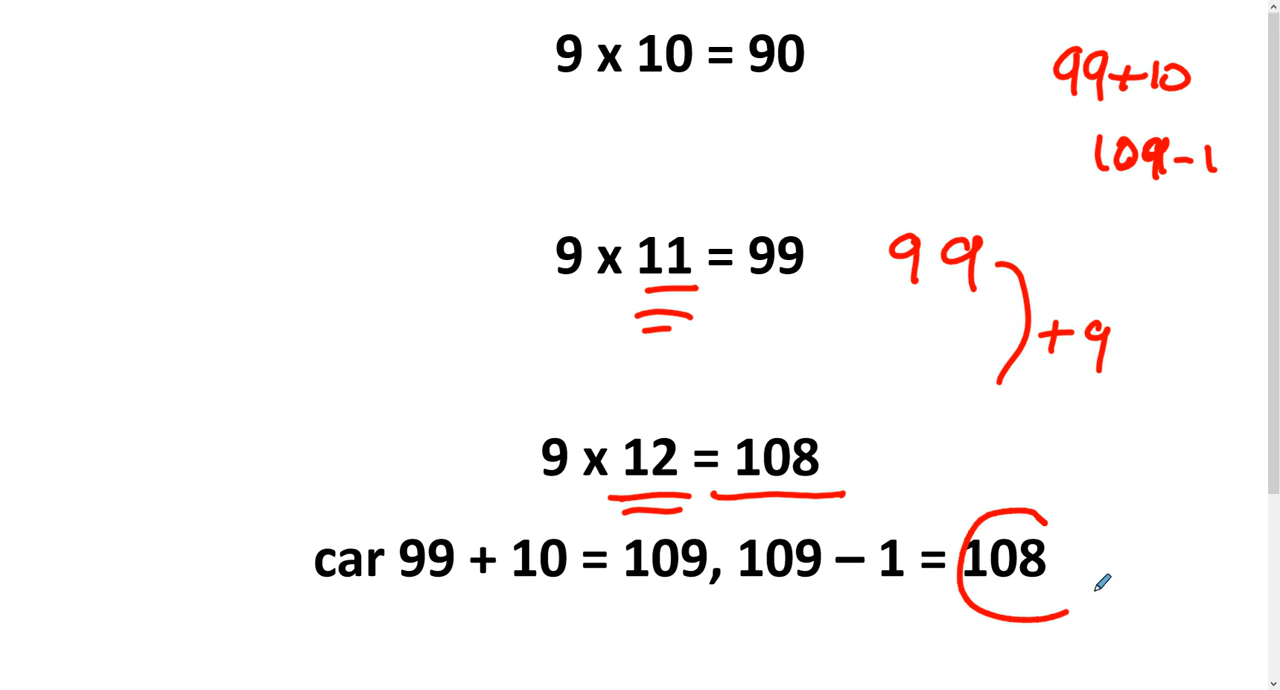 9 x 10 = 90
99+10
109-1
9 x 11 = 99
99
+9
9 x 12 = 108
car 99 + 10 = 109, 109 – 1 = 108